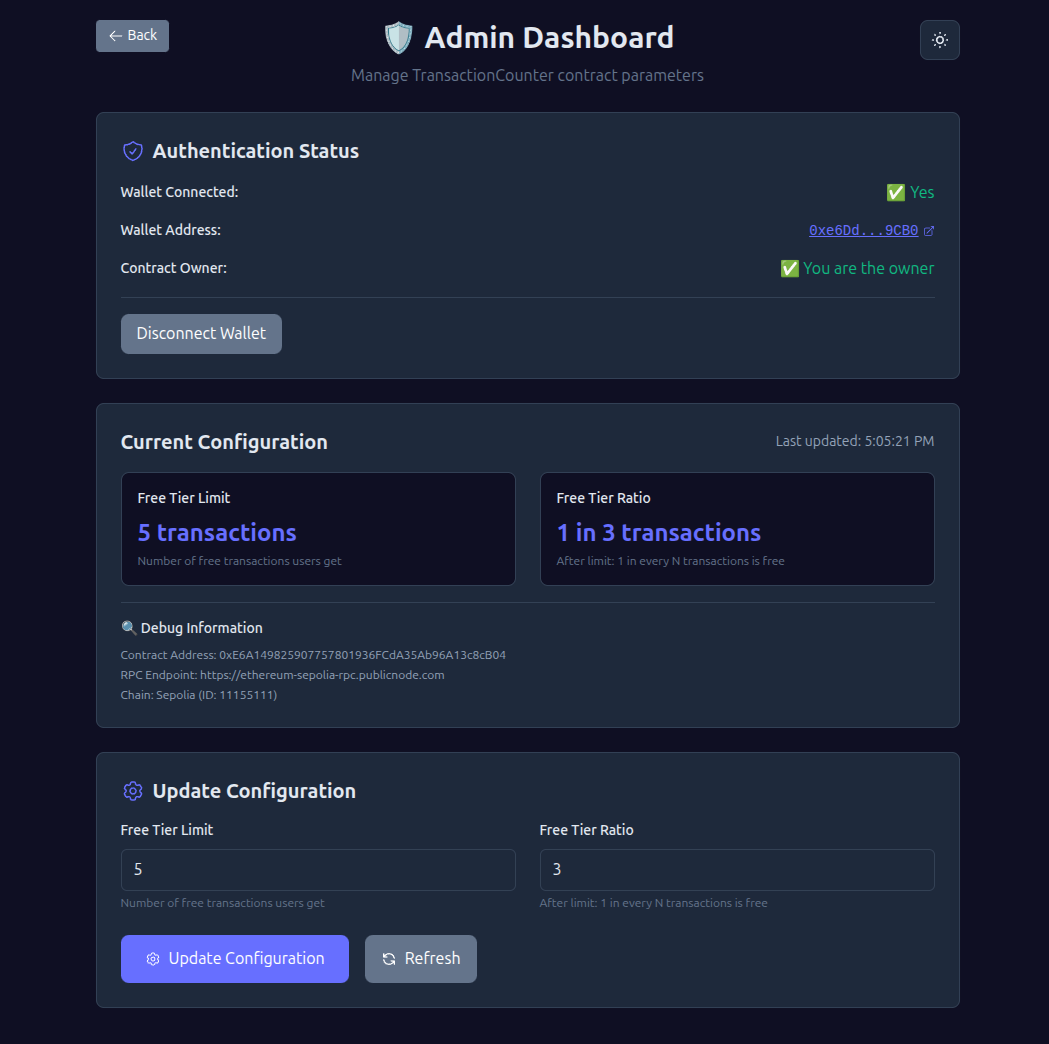 Back
Admin Dashboard
Manage TransactionCounter contract parameters
Authentication Status
Wallet Connected:
Yes
Wallet Address:
0xe6Dd...9CB0
Contract Owner:
You are the owner
Disconnect Wallet
Current Configuration
Last updated: 5:05:21 PM
Free Tier Limit
5 transactions
Number of free transactions users get
Free Tier Ratio
1 in 3 transactions
After limit: 1 in every N transactions is free
Debug Information
Contract Address: 0xE6A149825907757801936FCdA35Ab96A13c8cB04
RPC Endpoint: https://ethereum-sepolia-rpc.publicnode.com
Chain: Sepolia (ID: 11155111)
Update Configuration
Free Tier Limit
5
Number of free transactions users get
Free Tier Ratio
3
After limit: 1 in every N transactions is free
Update Configuration
Refresh